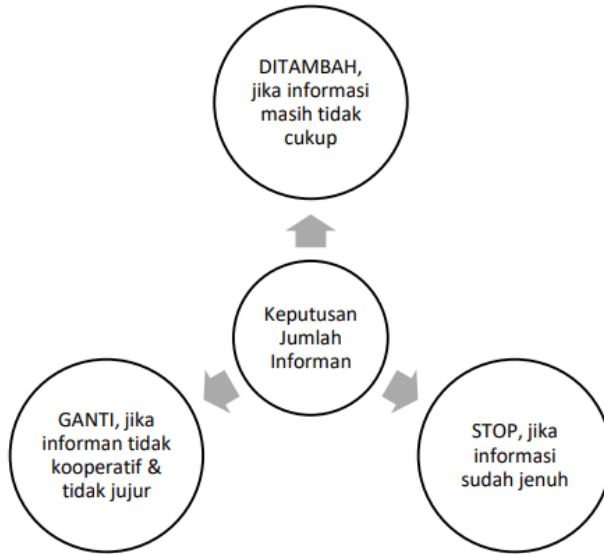 DITAMBAH,
jika informasi
masih tidak
cukup
Keputusan
Jumlah
Informan
GANTI, jika
informan tidak
kooperatif &
tidak jujur
STOP, jika
informasi
sudah jenuh